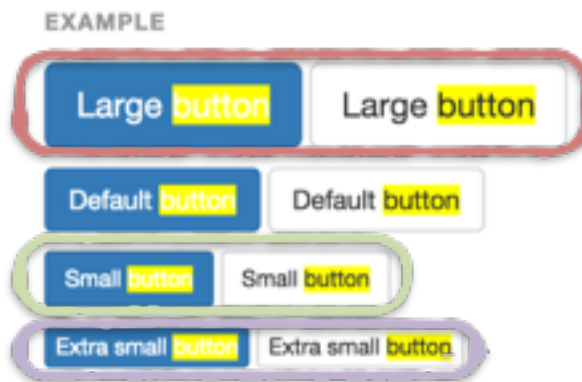 EXAMPLE
Large button Large button
Default button Default button
Small button Small button
Extra small button Extra small button